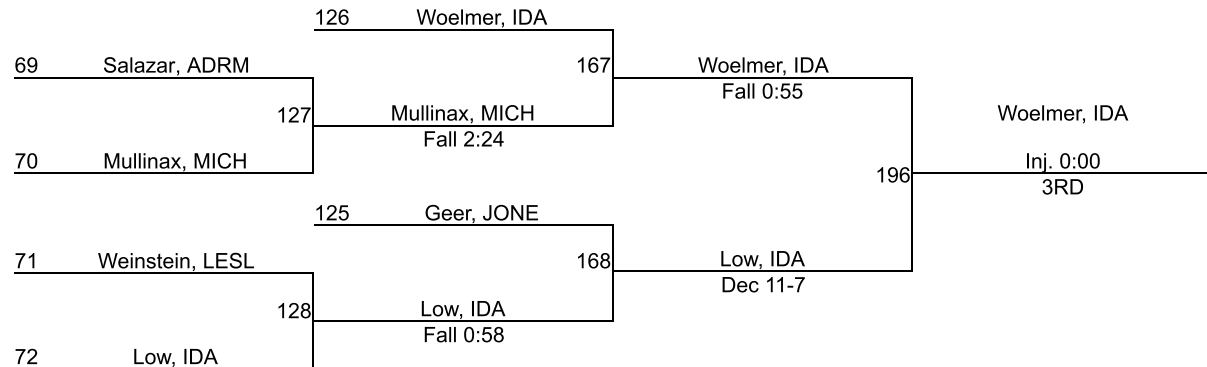 126 Woelmer, IDA
69 Salazar, ADRM
167
Woelmer, IDA
Fall 0:55
127
Mullinax, MICH
Fall 2:24
Woelmer, IDA
70 Mullinax, MICH
196
Inj. 0:00
3RD
125 Geer, JONE
71 Weinstein, LESL
168
Low, IDA
Dec 11-7
128
Low, IDA
Fall 0:58
72 Low, IDA